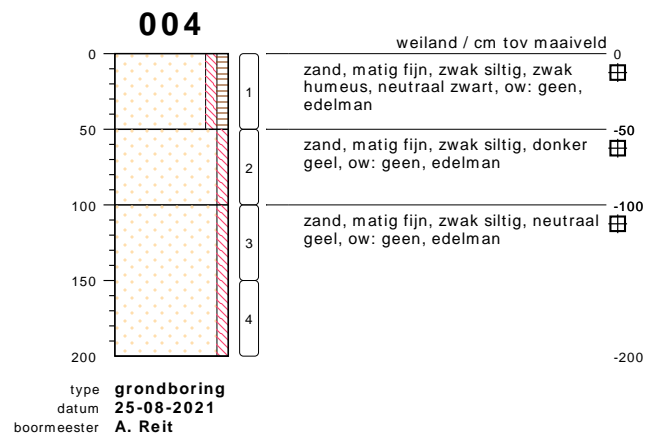 004
weiland / cm tov maaiveld
0
0
zand, matig fijn, zwak siltig, zwak
humeus, neutraal zwart, ow: geen,
edelman
1
50
-50
zand, matig fijn, zwak siltig, donker
geel, ow: geen, edelman
2
100
-100
zand, matig fijn, zwak siltig, neutraal
geel, ow: geen, edelman
3
150
4
200
-200
type grondboring
datum 25-08-2021
boormeester A. Reit